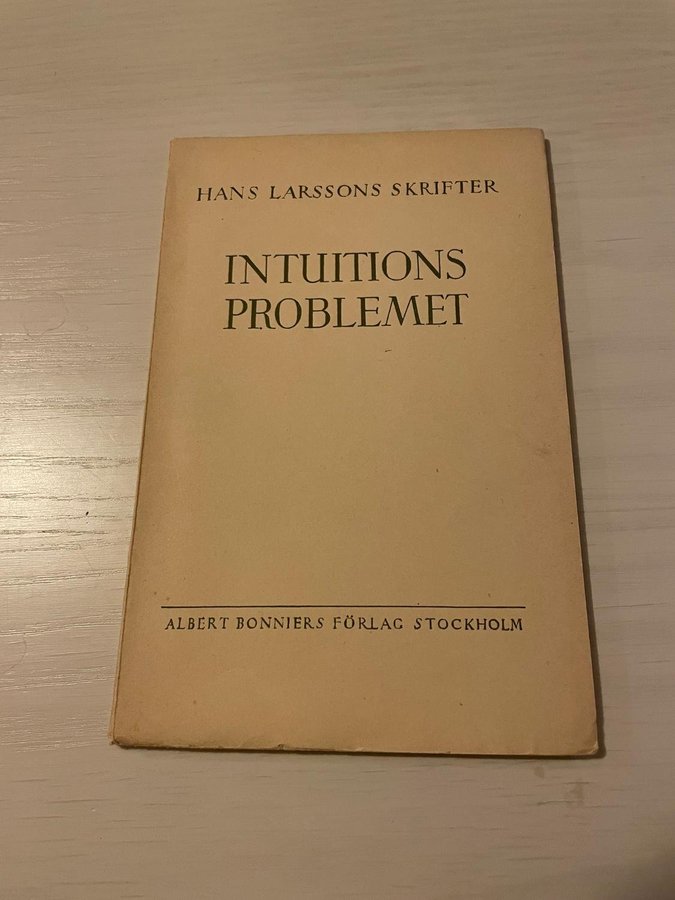 HANS LARSSONS SKRIFTER
INTUITIONS
PROBLEMET
ALBERT BONNIERS FÖRLAG STOCKHOLM